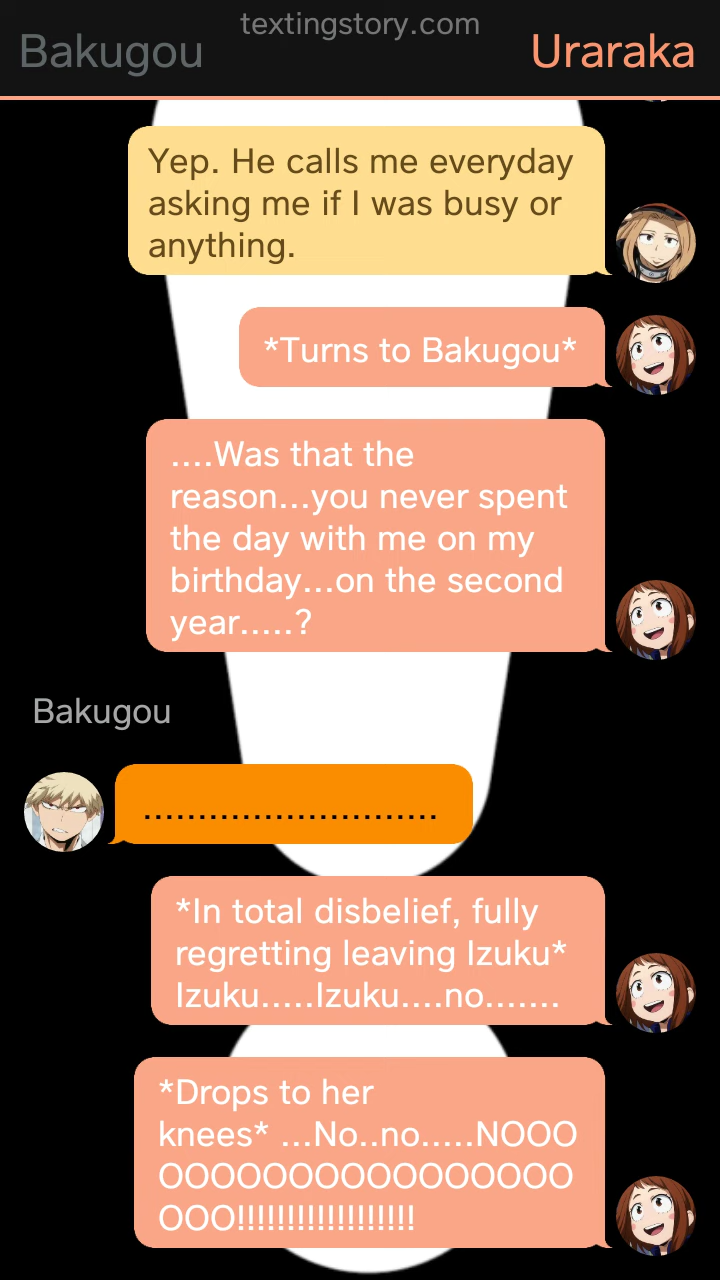 textingstory.com
Bakugou
Uraraka
Yep. He calls me everyday
asking me if I was busy or
anything.
*Turns to Bakugou*
....Was that the
reason...you never spent
the day with me on my
birthday...on the second
year.....?
Bakugou
...........................
*In total disbelief, fully
regretting leaving Izuku*
Izuku.....Izuku....no.......
*Drops to her
knees* ...No..no.....NOOO
OOOOOOOOOOOOOOOO
OOO!!!!!!!!!!!!!!!!!!